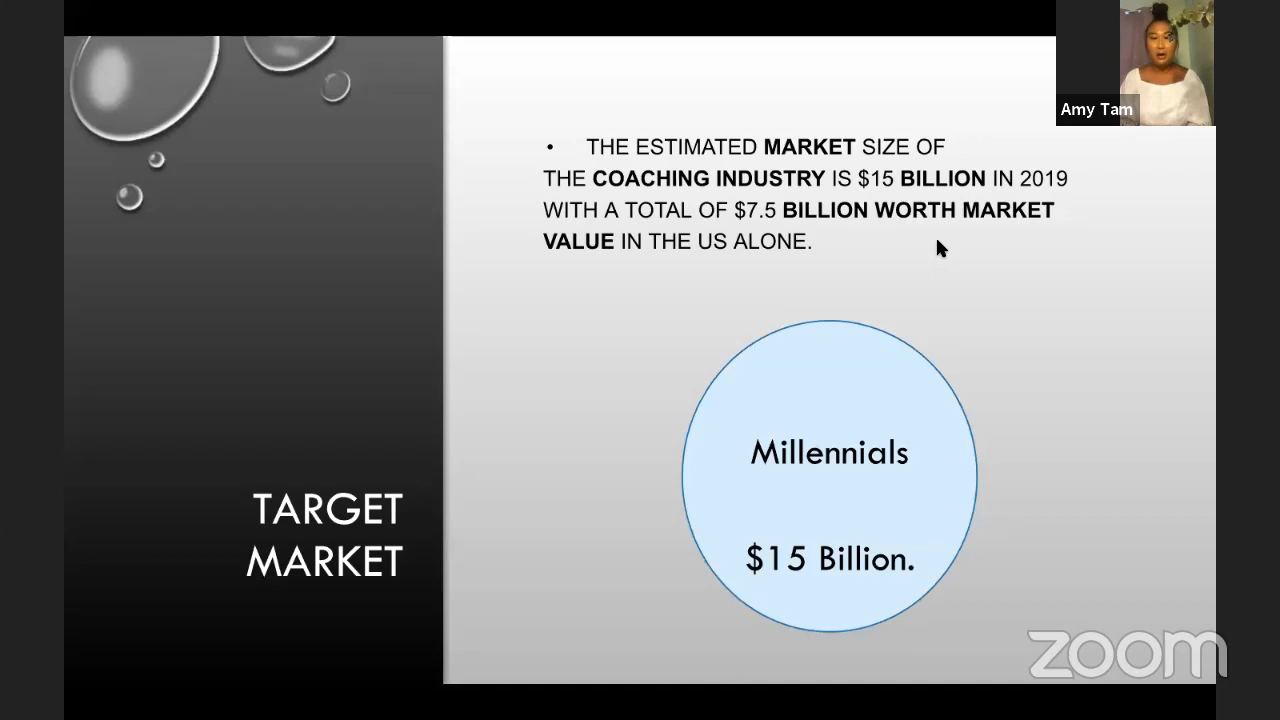 Amy Tam
• THE ESTIMATED MARKET SIZE OF
THE COACHING INDUSTRY IS $15 BILLION IN 2019
WITH A TOTAL OF $7.5 BILLION WORTH MARKET
VALUE IN THE US ALONE.
Millennials
$15 Billion.
TARGET
MARKET
zoom